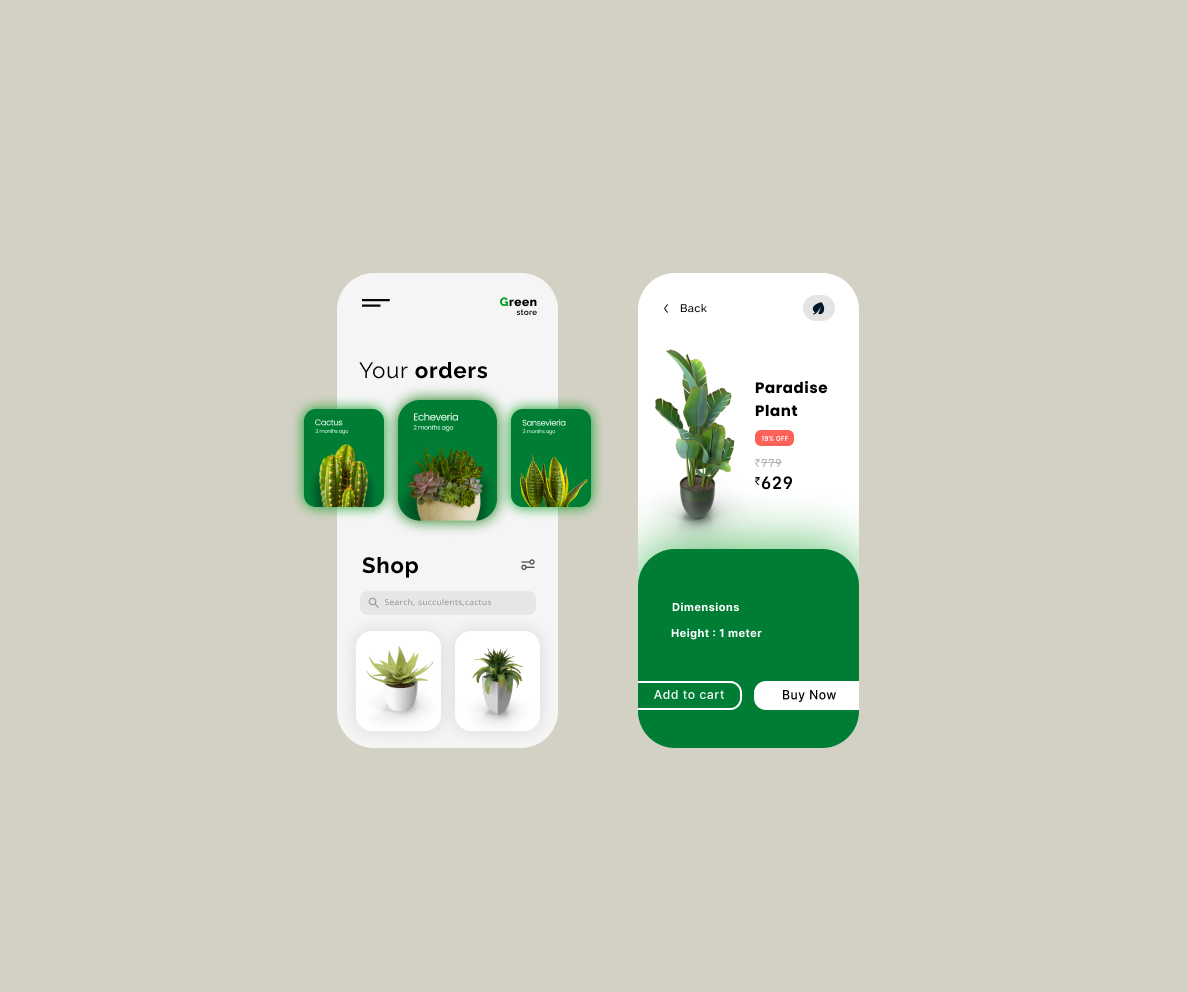 Green
store
Your orders
Cactus
3 months ago
Echeveria
2 months ago
Sansevieria
3 months ago
Shop
Search, succulents,cactus
Back
Paradise
Plant
19% OFF
₹779
₹629
Dimensions
Height : 1 meter
Add to cart
Buy Now